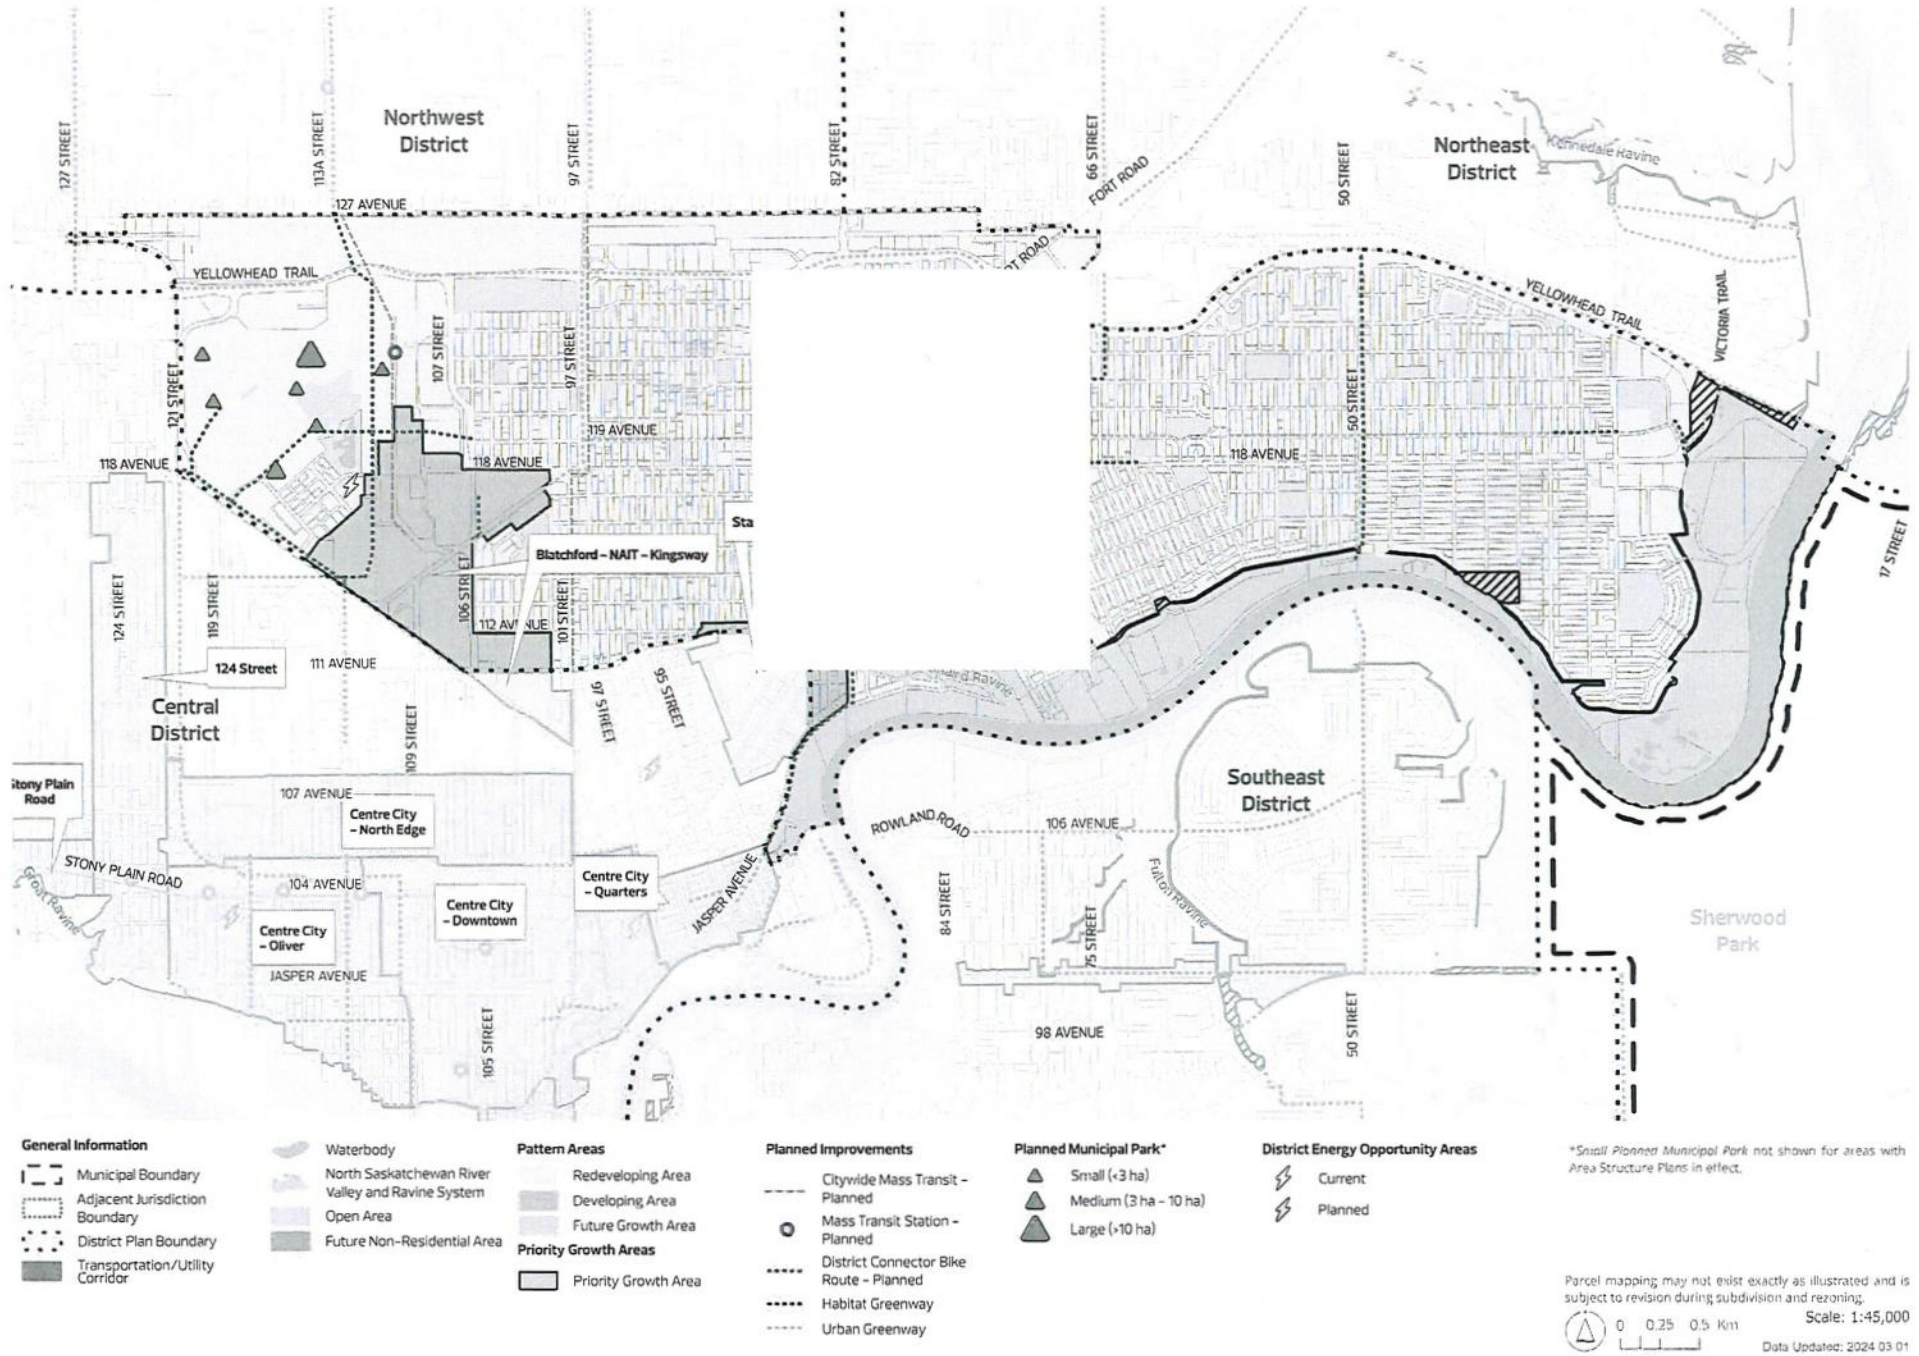 Northwest
District
Northeast
District
Kennedale Ravine
127 STREET
113A STREET
97 STREET
82 STREET
66 STREET
FORT ROAD
50 STREET
127 AVENUE
YELLOWHEAD TRAIL
RT ROAD
YELLOWHEAD TRAIL
VICTORIA TRAIL
121 STREET
107 STREET
97 STREET
50 STREET
119 AVENUE
118 AVENUE
118 AVENUE
118 AVENUE
Sta
17 STREET
Blatchford – NAIT – Kingsway
124 STREET
119 STREET
106 STREET
101 STREET
112 AVENUE
124 Street
111 AVENUE
97 STREET
95 STREET
Ravine
Central
District
109 STREET
Southeast
District
Stony Plain
Road
107 AVENUE
Centre City
– North Edge
ROWLAND ROAD
106 AVENUE
STONY PLAIN ROAD
Groat Ravine
104 AVENUE
Centre City
– Quarters
JASPER AVENUE
84 STREET
Fulton Ravine
75 STREET
Centre City
– Downtown
Centre City
– Oliver
JASPER AVENUE
Sherwood
Park
105 STREET
98 AVENUE
50 STREET
General Information
Municipal Boundary
Adjacent Jurisdiction
Boundary
District Plan Boundary
Transportation/Utility
Corridor
Waterbody
North Saskatchewan River
Valley and Ravine System
Open Area
Future Non-Residential Area
Pattern Areas
Redeveloping Area
Developing Area
Future Growth Area
Priority Growth Areas
Priority Growth Area
Planned Improvements
Citywide Mass Transit –
Planned
Mass Transit Station –
Planned
District Connector Bike
Route – Planned
Habitat Greenway
Urban Greenway
Planned Municipal Park*
Small (<3 ha)
Medium (3 ha – 10 ha)
Large (>10 ha)
District Energy Opportunity Areas
Current
Planned
*Small Planned Municipal Park not shown for areas with
Area Structure Plans in effect.
Parcel mapping may not exist exactly as illustrated and is
subject to revision during subdivision and rezoning.
0 0.25 0.5 Km
Scale: 1:45,000
Data Updated: 2024 03 01